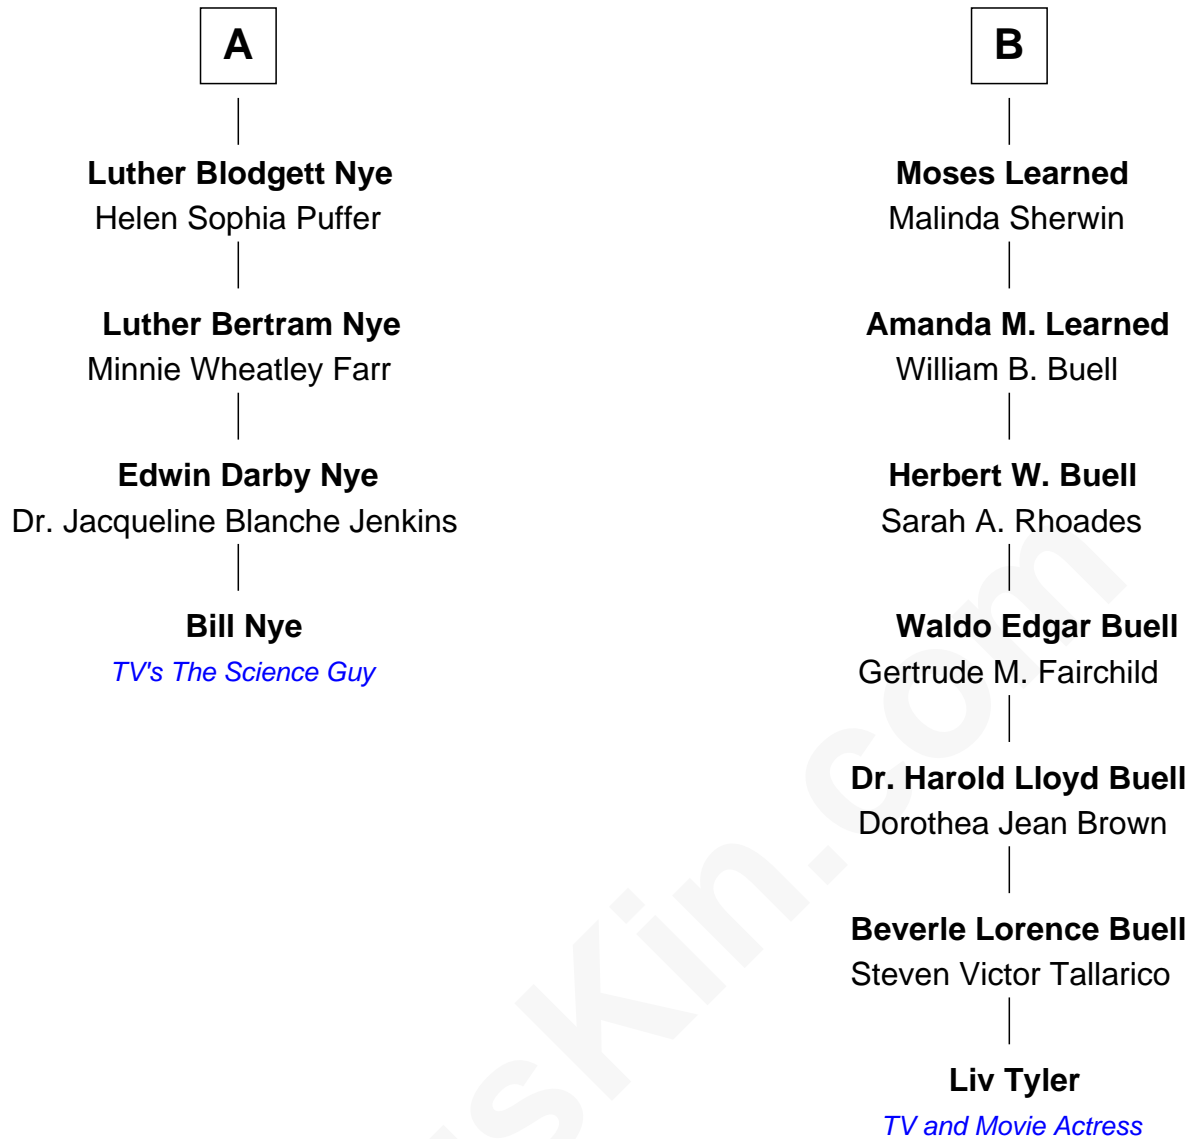 A
Luther Blodgett Nye
Helen Sophia Puffer
Luther Bertram Nye
Minnie Wheatley Farr
Edwin Darby Nye
Dr. Jacqueline Blanche Jenkins
Bill Nye
TV's The Science Guy
B
Moses Learned
Malinda Sherwin
Amanda M. Learned
William B. Buell
Herbert W. Buell
Sarah A. Rhoades
Waldo Edgar Buell
Gertrude M. Fairchild
Dr. Harold Lloyd Buell
Dorothea Jean Brown
Beverle Lorence Buell
Steven Victor Tallarico
Liv Tyler
TV and Movie Actress
sKin.com